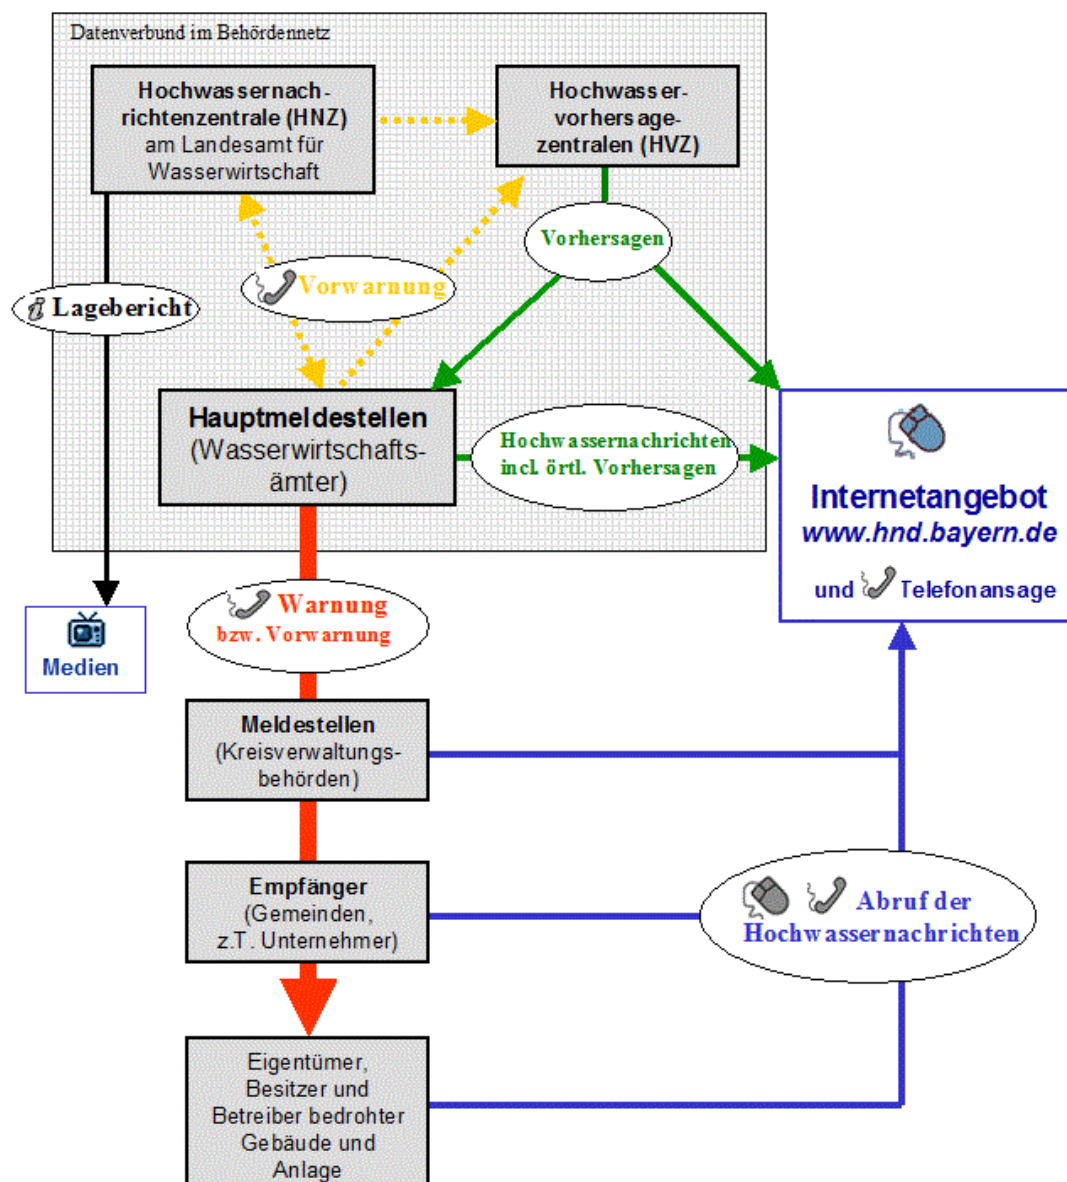 Datenverbund im Behördennetz
Hochwassernach-
richtenzentrale (HNZ)
am Landesamt für
Wasserwirtschaft
Hochwasser-
vorhersage-
zentralen (HVZ)
Vorhersagen
Vorwarnung
i Lagebericht
Hauptmeldestellen
(Wasserwirtschafts-
ämter)
Hochwassernachrichten
incl. örtl. Vorhersagen
Internetangebot
www.hnd.bayern.de
und Telefonansage
Warnung
bzw. Vorwarnung
Medien
Meldestellen
(Kreisverwaltungs-
behörden)
Empfänger
(Gemeinden,
z.T. Unternehmer)
Abruf der
Hochwassernachrichten
Eigentümer,
Besitzer und
Betreiber bedrohter
Gebäude und
Anlage